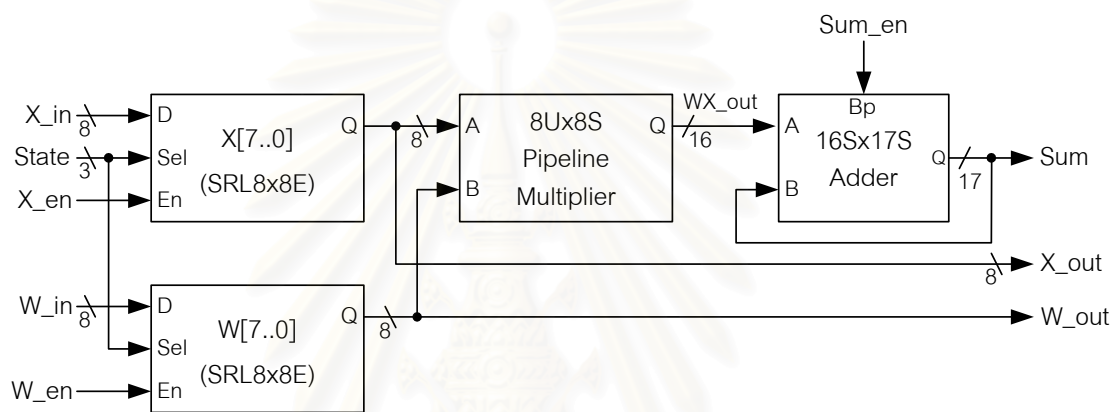 Sum_en
X_in
8
D
X[7..0]
(SRL8x8E)
Q
State
3
Sel
X_en
En
8
A
8Ux8S
Pipeline
Multiplier
Q
B
WX_out
16
Bp
A
16Sx17S
Adder
Q
B
17
Sum
8
X_out
W_in
8
D
W[7..0]
(SRL8x8E)
Q
8
Sel
W_en
En
W_out